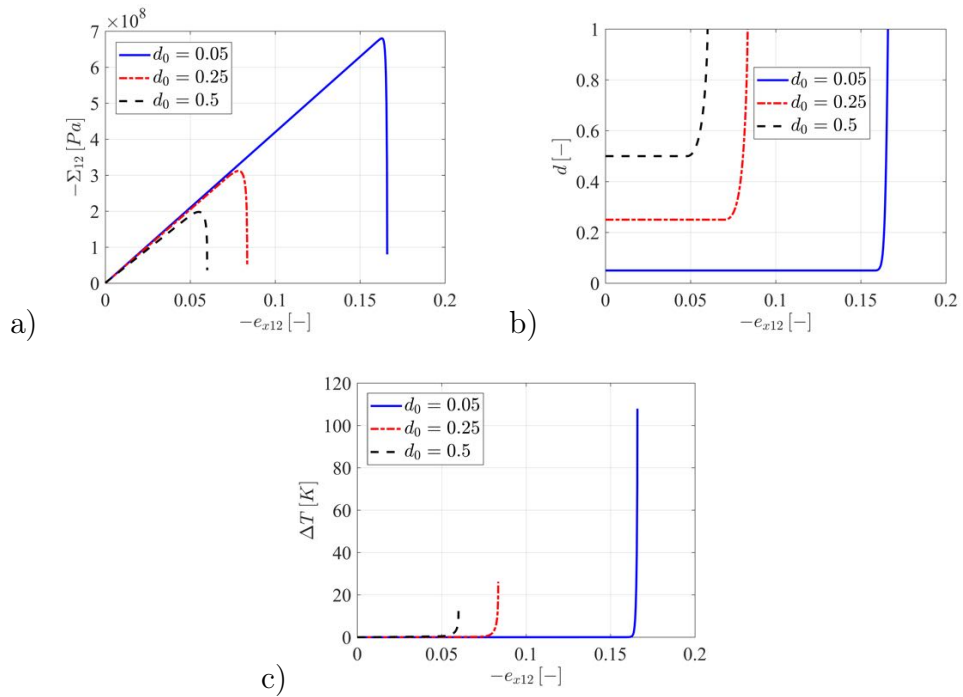 ×10⁸
7
6
5
4
3
2
1
0
−Σ₁₂ [Pa]
d₀ = 0.05
d₀ = 0.25
d₀ = 0.5
0 0.05 0.1 0.15 0.2
−eₓ₁₂ [−]
a)
1
0.8
0.6
0.4
0.2
0
d [−]
d₀ = 0.05
d₀ = 0.25
d₀ = 0.5
0 0.05 0.1 0.15 0.2
−eₓ₁₂ [−]
b)
120
100
80
60
40
20
0
ΔT [K]
d₀ = 0.05
d₀ = 0.25
d₀ = 0.5
0 0.05 0.1 0.15 0.2
−eₓ₁₂ [−]
c)